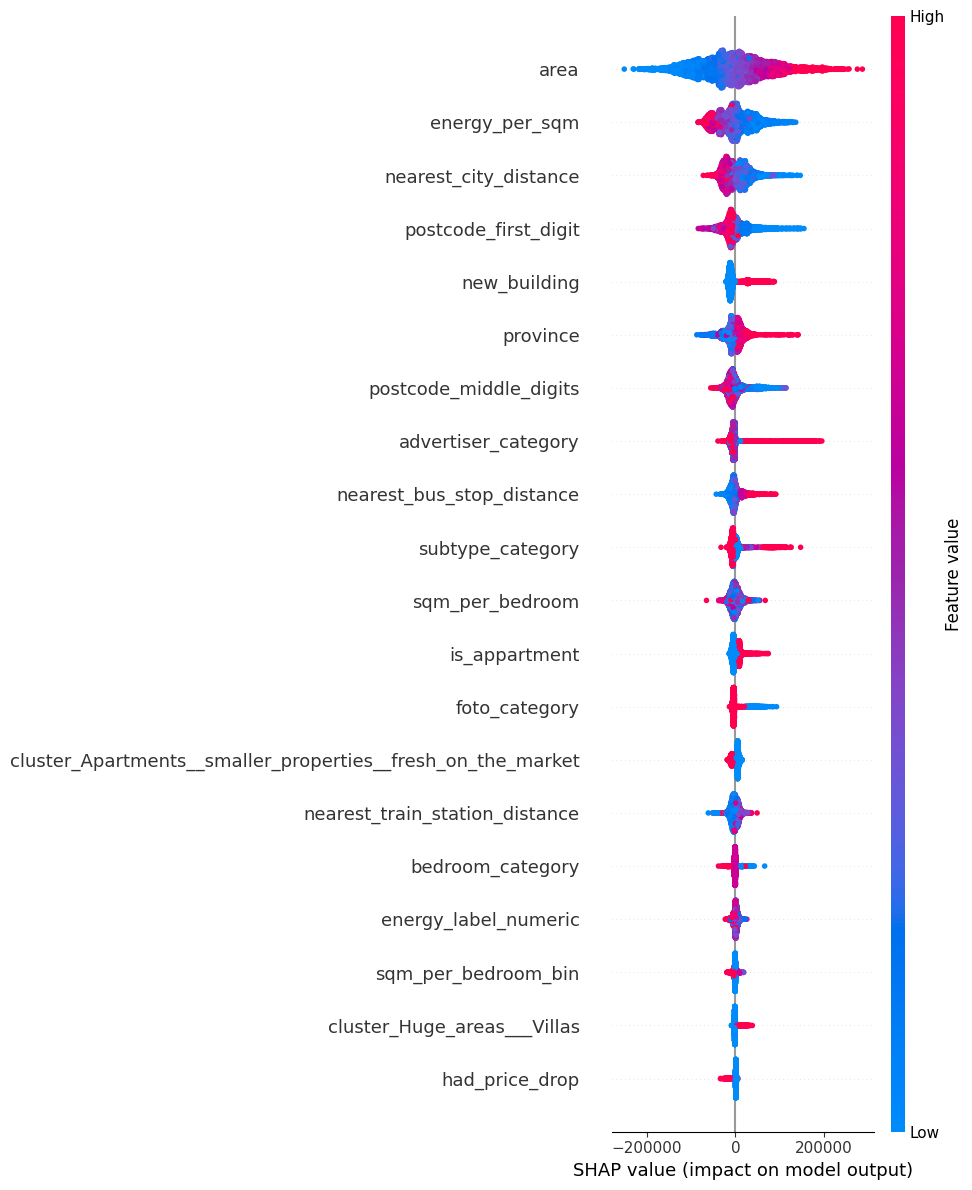 High
area
energy_per_sqm
nearest_city_distance
postcode_first_digit
new_building
province
postcode_middle_digits
advertiser_category
nearest_bus_stop_distance
subtype_category
sqm_per_bedroom
is_appartment
foto_category
cluster_Apartments__smaller_properties__fresh_on_the_market
nearest_train_station_distance
bedroom_category
energy_label_numeric
sqm_per_bedroom_bin
cluster_Huge_areas___Villas
had_price_drop
Low
Feature value
−200000 0 200000
SHAP value (impact on model output)